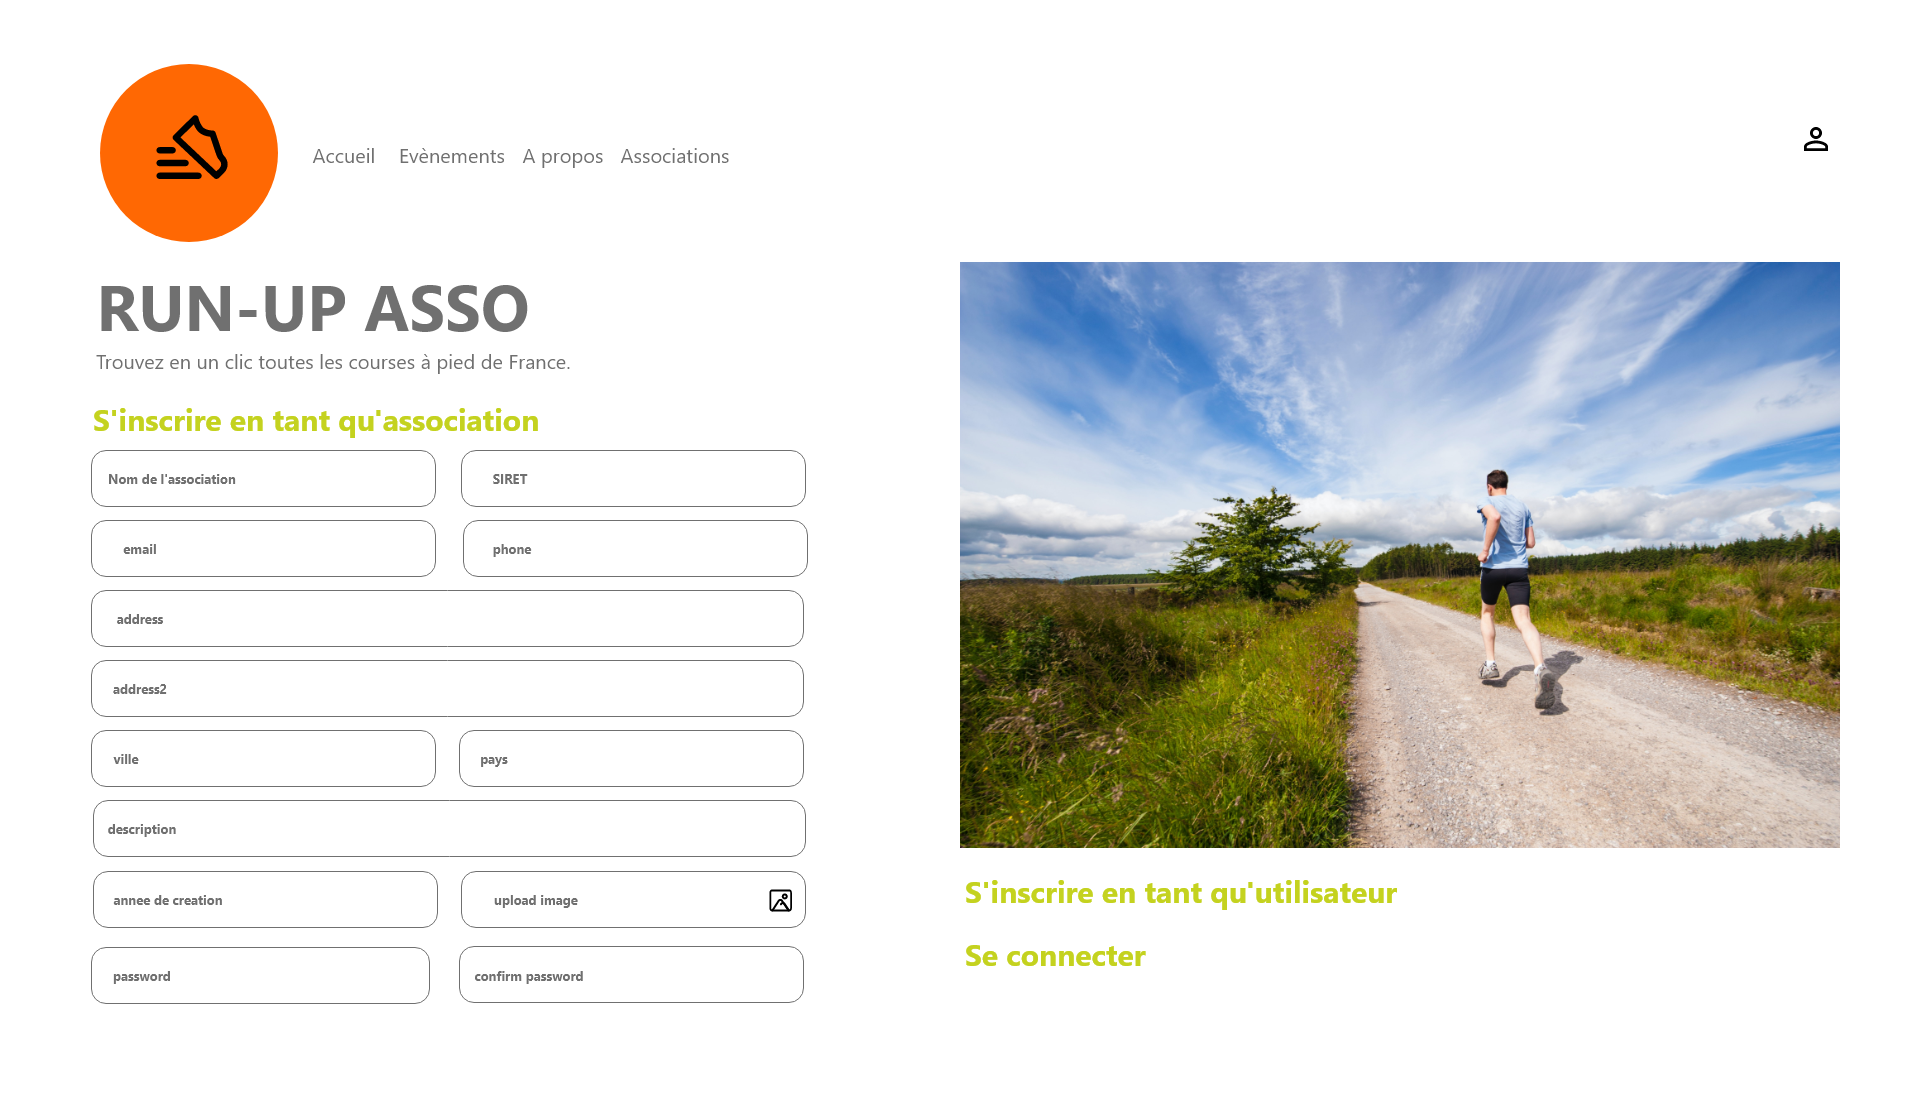 Accueil Evènements A propos Associations
RUN-UP ASSO
Trouvez en un clic toutes les courses à pied de France.
S'inscrire en tant qu'association
Nom de l'association SIRET
email phone
address
address2
ville pays
description
annee de creation upload image
password confirm password
S'inscrire en tant qu'utilisateur
Se connecter